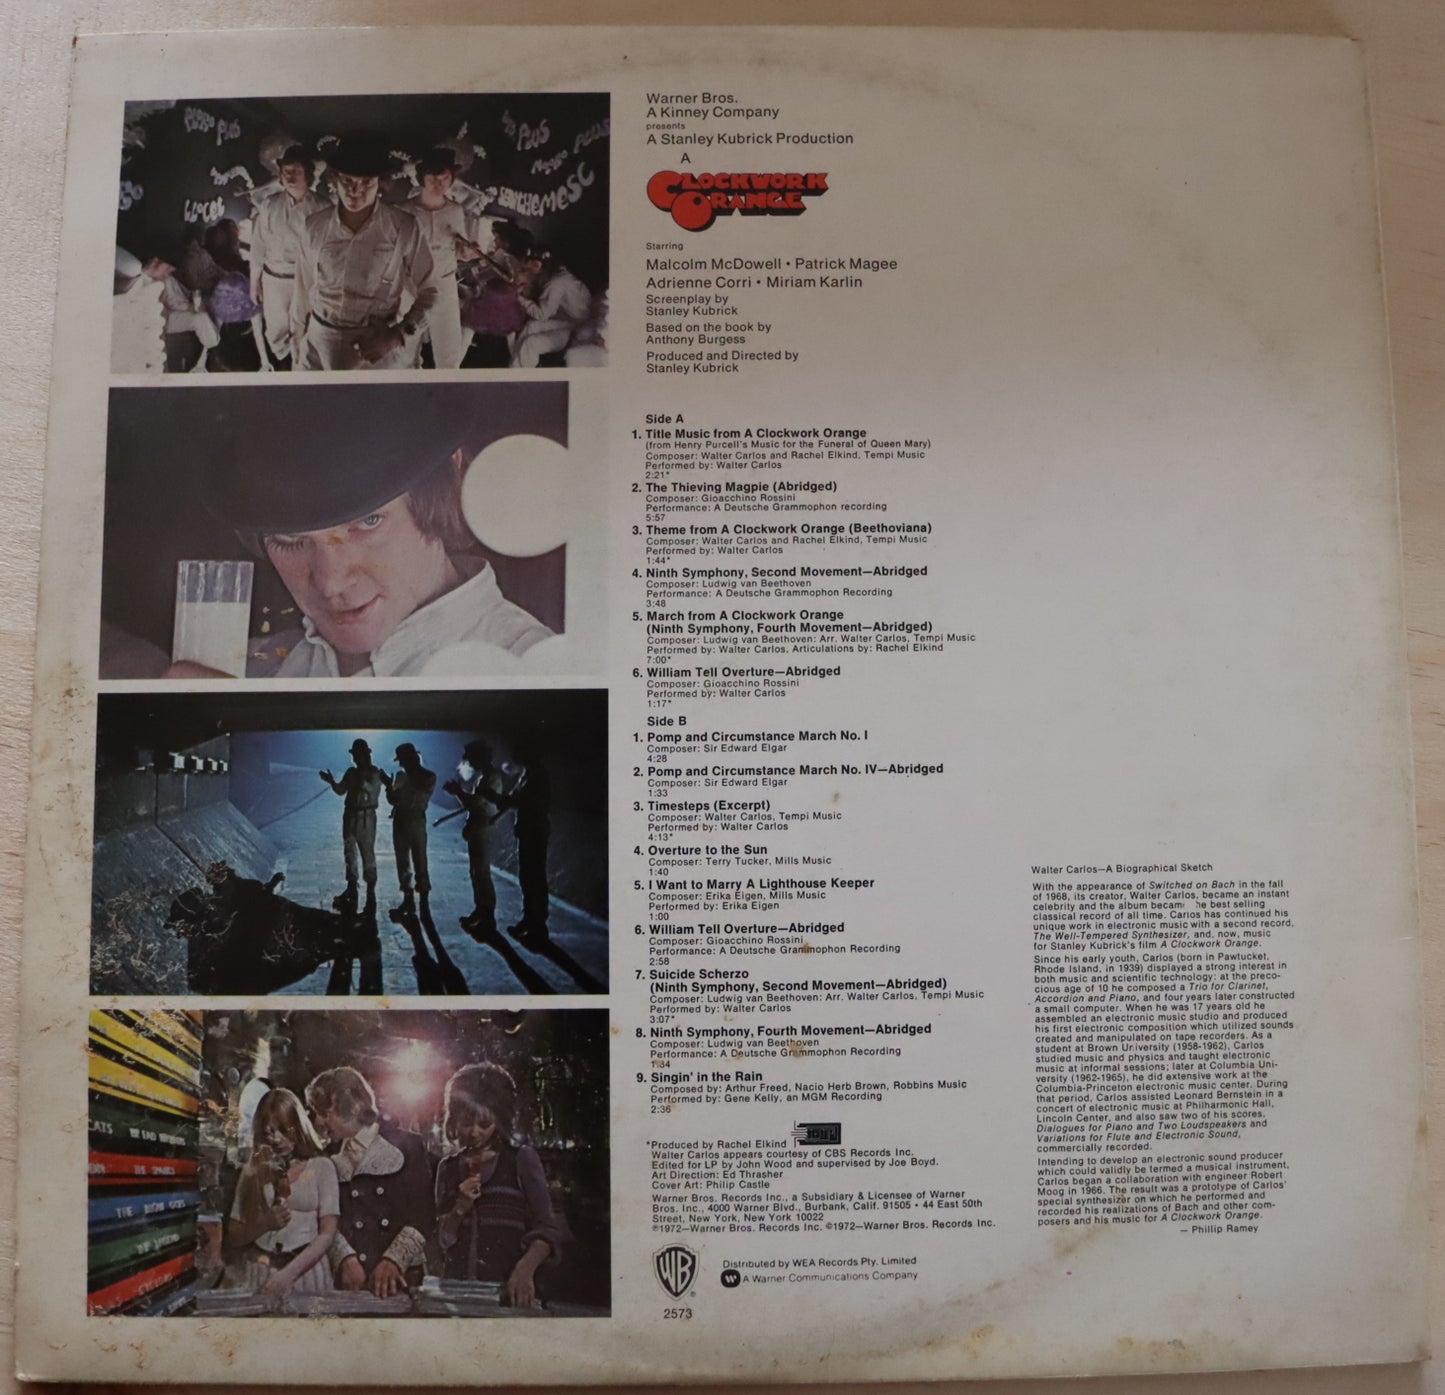 Warner Bros.
A Kinney Company
presents
A Stanley Kubrick Production
A
CLOCKWORK
ORANGE
Starring
Malcolm McDowell • Patrick Magee
Adrienne Corri • Miriam Karlin
Screenplay by
Stanley Kubrick
Based on the book by
Anthony Burgess
Produced and Directed by
Stanley Kubrick
Side A
1. Title Music from A Clockwork Orange
(from Henry Purcell's Music for the Funeral of Queen Mary)
Composer: Walter Carlos and Rachel Elkind, Tempi Music
Performed by: Walter Carlos
2:21*
2. The Thieving Magpie (Abridged)
Composer: Gioacchino Rossini
Performance: A Deutsche Grammophon recording
5:57
3. Theme from A Clockwork Orange (Beethoviana)
Composer: Walter Carlos and Rachel Elkind, Tempi Music
Performed by: Walter Carlos
1:44*
4. Ninth Symphony, Second Movement—Abridged
Composer: Ludwig van Beethoven
Performance: A Deutsche Grammophon Recording
3:48
5. March from A Clockwork Orange
(Ninth Symphony, Fourth Movement—Abridged)
Composer: Ludwig van Beethoven: Arr. Walter Carlos, Tempi Music
Performed by: Walter Carlos. Articulations by: Rachel Elkind
7:00*
6. William Tell Overture—Abridged
Composer: Gioacchino Rossini
Performed by: Walter Carlos
1:17*
Side B
1. Pomp and Circumstance March No. I
Composer: Sir Edward Elgar
4:28
2. Pomp and Circumstance March No. IV—Abridged
Composer: Sir Edward Elgar
1:33
3. Timesteps (Excerpt)
Composer: Walter Carlos, Tempi Music
Performed by: Walter Carlos
4:13*
4. Overture to the Sun
Composer: Terry Tucker, Mills Music
1:40
5. I Want to Marry A Lighthouse Keeper
Composer: Erika Eigen, Mills Music
Performed by: Erika Eigen
1:00
6. William Tell Overture—Abridged
Composer: Gioacchino Rossini
Performance: A Deutsche Grammophon Recording
2:58
7. Suicide Scherzo
(Ninth Symphony, Second Movement—Abridged)
Composer: Ludwig van Beethoven: Arr. Walter Carlos, Tempi Music
Performed by: Walter Carlos
3:07*
8. Ninth Symphony, Fourth Movement—Abridged
Composer: Ludwig van Beethoven
Performance: A Deutsche Grammophon Recording
1:34
9. Singin' in the Rain
Composed by: Arthur Freed, Nacio Herb Brown, Robbins Music
Performed by: Gene Kelly, an MGM Recording
2:36
*Produced by Rachel Elkind
Walter Carlos appears courtesy of CBS Records Inc.
Edited for LP by John Wood and supervised by Joe Boyd.
Art Direction: Ed Thrasher
Cover Art: Philip Castle
Warner Bros. Records Inc., a Subsidiary & Licensee of Warner
Bros. Inc., 4000 Warner Blvd., Burbank, Calif. 91505 • 44 East 50th
Street, New York, New York 10022
℗1972—Warner Bros. Records Inc. ©1972—Warner Bros. Records Inc.
WB
Distributed by WEA Records Pty. Limited
A Warner Communications Company
2573
Walter Carlos—A Biographical Sketch
With the appearance of Switched on Bach in the fall
of 1968, its creator, Walter Carlos, became an instant
celebrity and the album became he best selling
classical record of all time. Carlos has continued his
unique work in electronic music with a second record,
The Well-Tempered Synthesizer, and, now, music
for Stanley Kubrick's film A Clockwork Orange.
Since his early youth, Carlos (born in Pawtucket,
Rhode Island, in 1939) displayed a strong interest in
both music and scientific technology: at the preco-
cious age of 10 he composed a Trio for Clarinet,
Accordion and Piano, and four years later constructed
a small computer. When he was 17 years old he
assembled an electronic music studio and produced
his first electronic composition which utilized sounds
created and manipulated on tape recorders. As a
student at Brown University (1958-1962), Carlos
studied music and physics and taught electronic
music at informal sessions; later at Columbia Uni-
versity (1962-1965), he did extensive work at the
Columbia-Princeton electronic music center. During
that period, Carlos assisted Leonard Bernstein in a
concert of electronic music at Philharmonic Hall,
Lincoln Center, and also saw two of his scores,
Dialogues for Piano and Two Loudspeakers and
Variations for Flute and Electronic Sound,
commercially recorded.
Intending to develop an electronic sound producer
which could validly be termed a musical instrument,
Carlos began a collaboration with engineer Robert
Moog in 1966. The result was a prototype of Carlos'
special synthesizer on which he performed and
recorded his realizations of Bach and other com-
posers and his music for A Clockwork Orange.
— Phillip Ramey